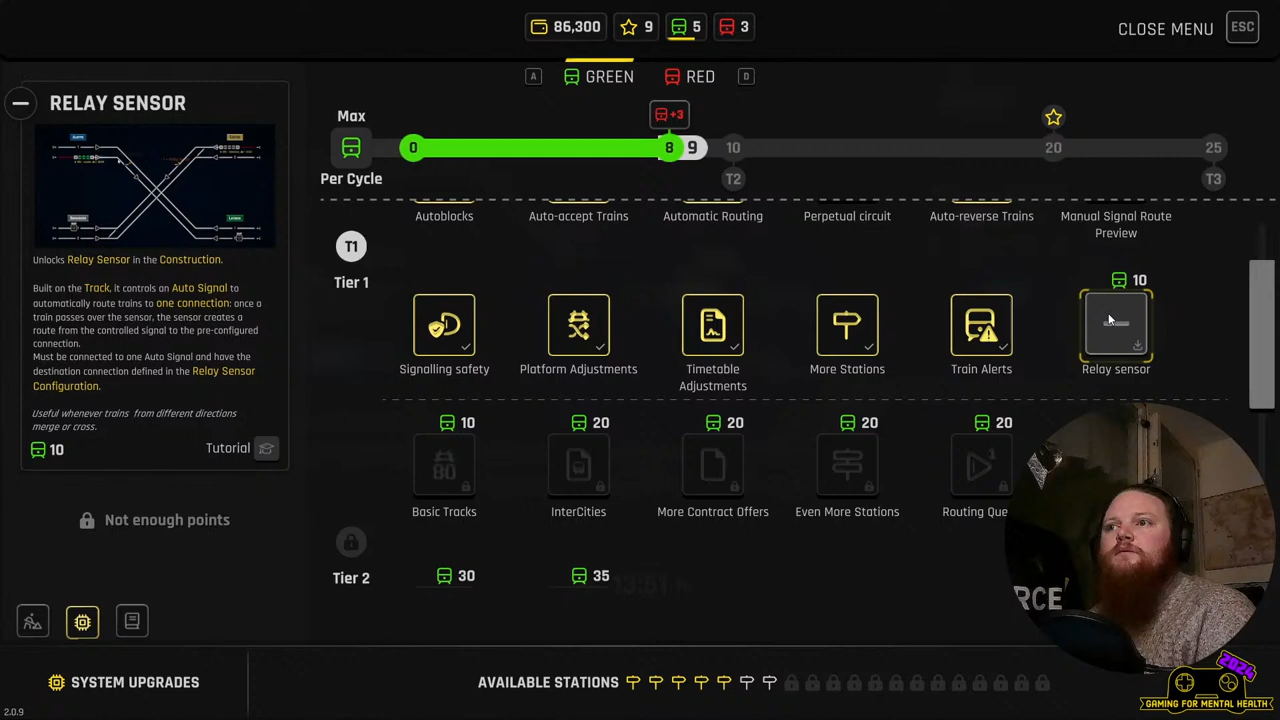 86,300
9
5
3
CLOSE MENU
ESC
A
GREEN
RED
D
RELAY SENSOR
Max
+3
0
8
9
10
20
25
Per Cycle
T2
T3
Unlocks Relay Sensor in the Construction.
Built on the Track, it controls an Auto Signal to
automatically route trains to one connection: once a
train passes over the sensor, the sensor creates a
route from the controlled signal to the pre-configured
connection.
Must be connected to one Auto Signal and have the
destination connection defined in the Relay Sensor
Configuration.
Useful whenever trains from different directions
merge or cross.
10
Tutorial
Not enough points
Autoblocks
Auto-accept Trains
Automatic Routing
Perpetual circuit
Auto-reverse Trains
Manual Signal Route
Preview
T1
Tier 1
10
Signalling safety
Platform Adjustments
Timetable
Adjustments
More Stations
Train Alerts
Relay sensor
10
20
20
20
20
80
Basic Tracks
InterCities
More Contract Offers
Even More Stations
Routing Que
Tier 2
30
35
RCE
SYSTEM UPGRADES
AVAILABLE STATIONS
2.0.9
2024
GAMING FOR MENTAL HEALTH